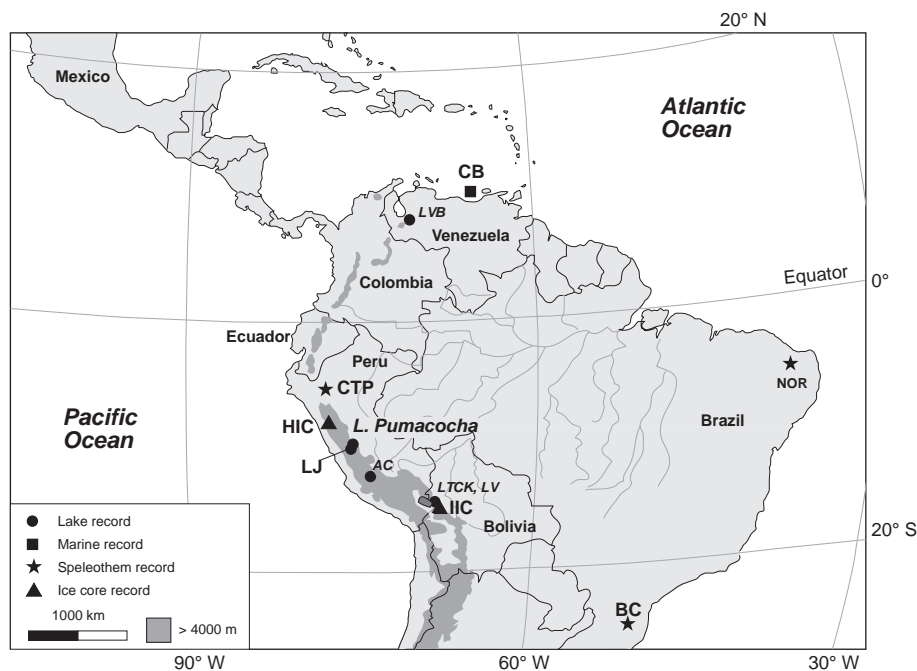 20° N
Mexico
Atlantic
Ocean
CB
LVB
Venezuela
Colombia
Equator
0°
Ecuador
Peru
CTP
NOR
Pacific
Ocean
HIC
L. Pumacocha
Brazil
LJ
AC
LTCK, LV
IIC
Bolivia
20° S
Lake record
Marine record
Speleothem record
Ice core record
1000 km
> 4000 m
BC
90° W
60° W
30° W